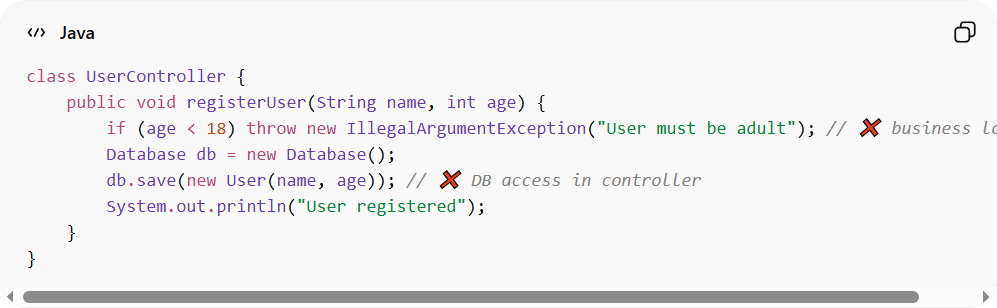 </> Java
class UserController {
    public void registerUser(String name, int age) {
        if (age < 18) throw new IllegalArgumentException("User must be adult"); // ❌ business
        Database db = new Database();
        db.save(new User(name, age)); // ❌ DB access in controller
        System.out.println("User registered");
    }
}